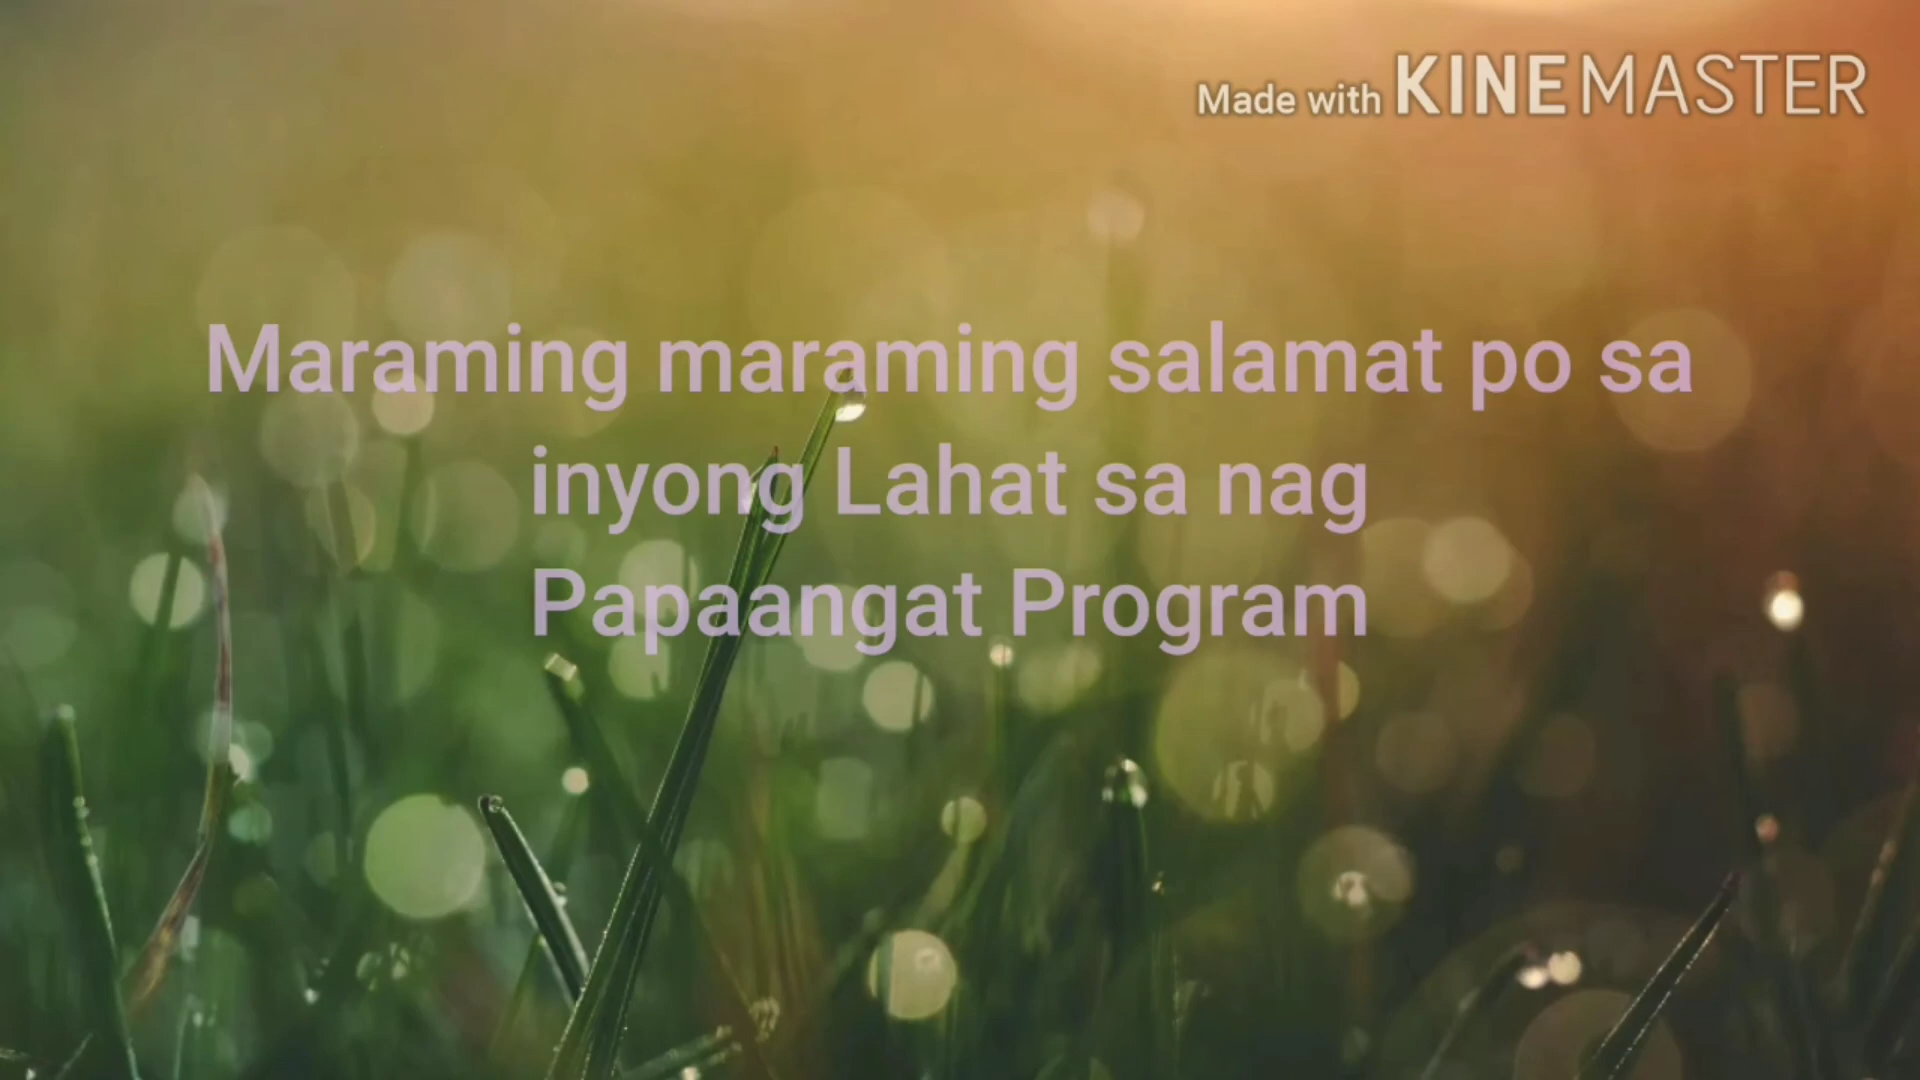 Made with KINEMASTER
Maraming maraming salamat po sa
inyong Lahat sa nag
Papaangat Program